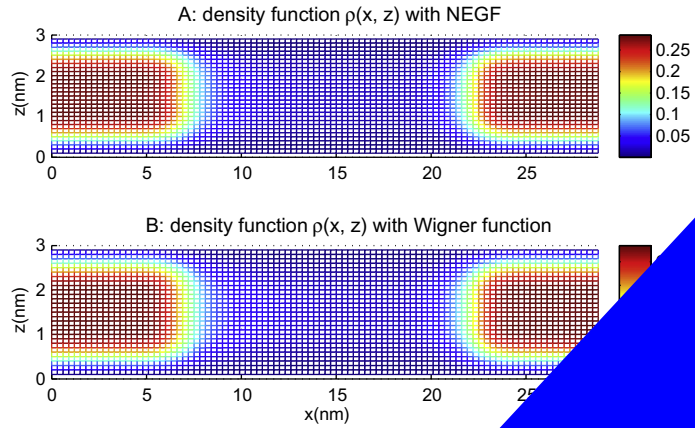 A: density function ρ(x, z) with NEGF
3
2
1
0
z(nm)
0 5 10 15 20 25
0.25
0.2
0.15
0.1
0.05
B: density function ρ(x, z) with Wigner function
3
2
1
0
z(nm)
0 5 10 15 20
x(nm)